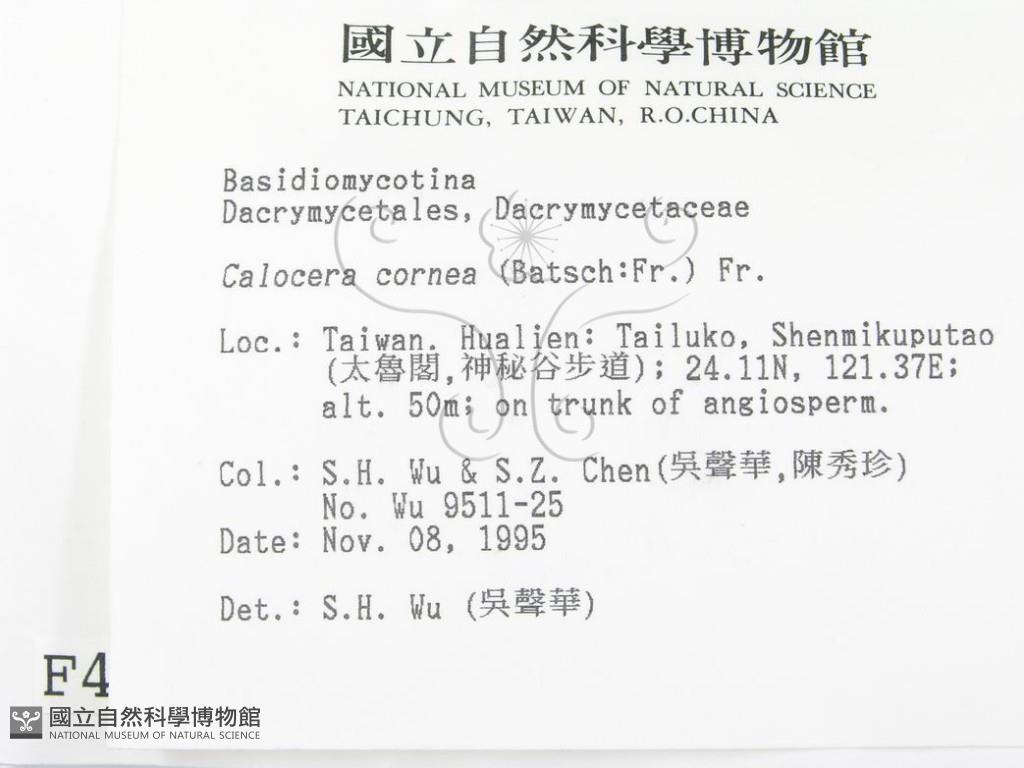 國立自然科學博物館
NATIONAL MUSEUM OF NATURAL SCIENCE
TAICHUNG, TAIWAN, R.O.CHINA
Basidiomycotina
Dacrymycetales, Dacrymycetaceae
Calocera cornea (Batsch:Fr.) Fr.
Loc.: Taiwan. Hualien: Tailuko, Shenmikuputao
(太魯閣,神秘谷步道); 24.11N, 121.37E;
alt. 50m; on trunk of angiosperm.
Col.: S.H. Wu & S.Z. Chen(吳聲華,陳秀珍)
No. Wu 9511-25
Date: Nov. 08, 1995
Det.: S.H. Wu (吳聲華)
F4
國立自然科學博物館
NATIONAL MUSEUM OF NATURAL SCIENCE